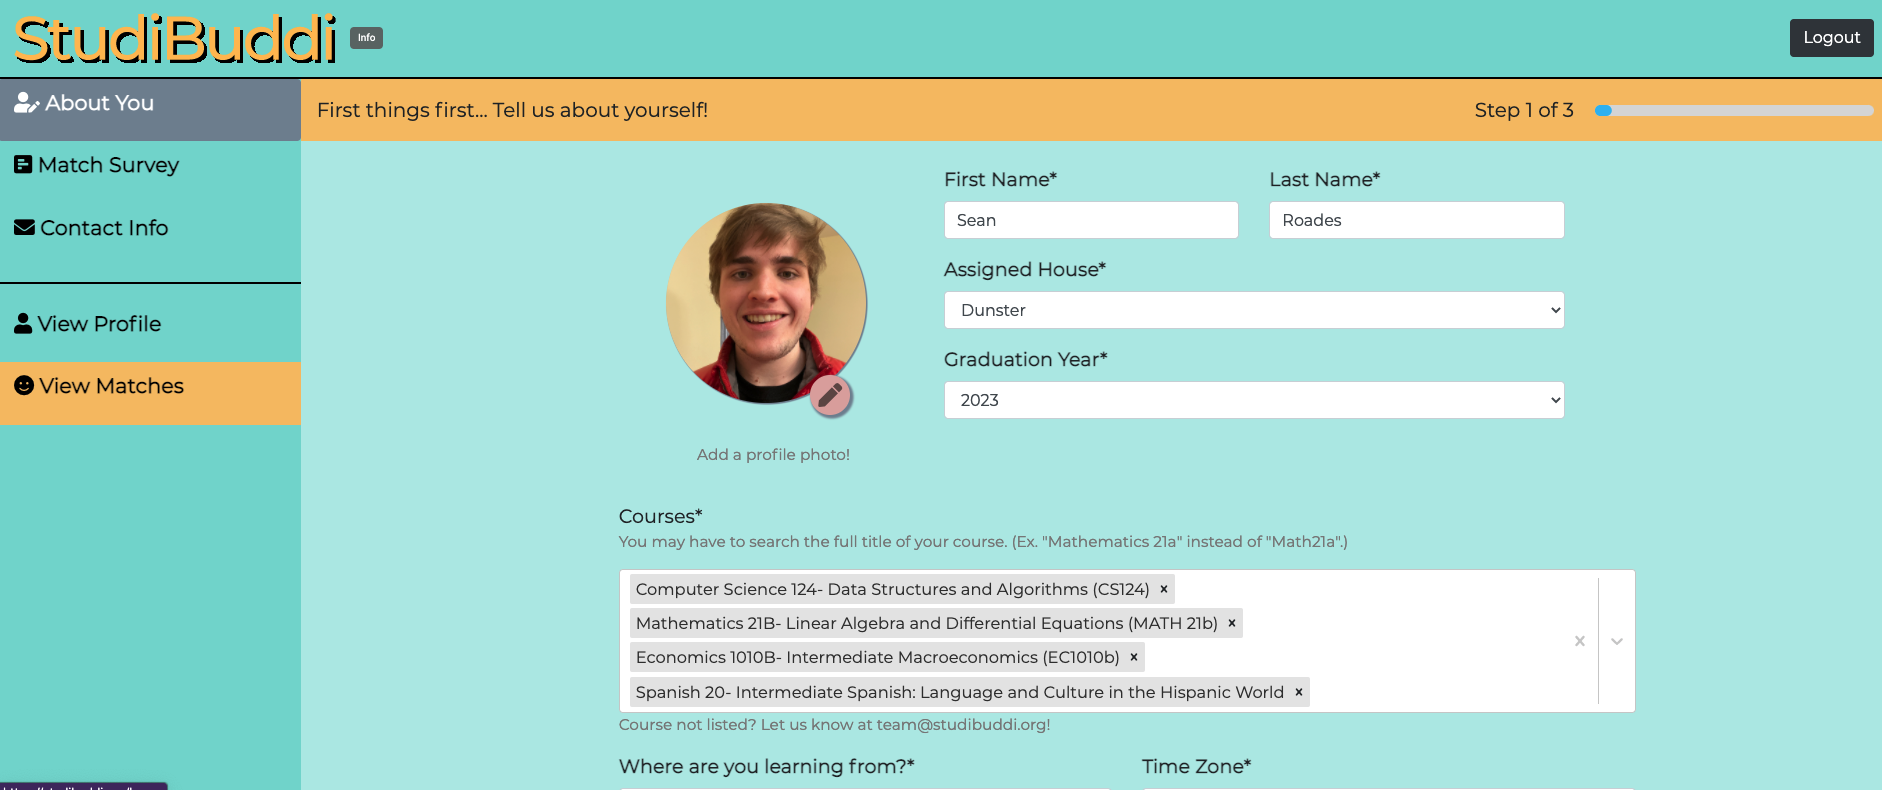 StudiBuddi Info
Logout
About You
Match Survey
Contact Info
View Profile
View Matches
First things first... Tell us about yourself!
Step 1 of 3
First Name*
Last Name*
Sean
Roades
Assigned House*
Dunster
Graduation Year*
2023
Add a profile photo!
Courses*
You may have to search the full title of your course. (Ex. "Mathematics 21a" instead of "Math21a".)
Computer Science 124- Data Structures and Algorithms (CS124)
Mathematics 21B- Linear Algebra and Differential Equations (MATH 21b)
Economics 1010B- Intermediate Macroeconomics (EC1010b)
Spanish 20- Intermediate Spanish: Language and Culture in the Hispanic World
Course not listed? Let us know at team@studibuddi.org!
Where are you learning from?*
Time Zone*